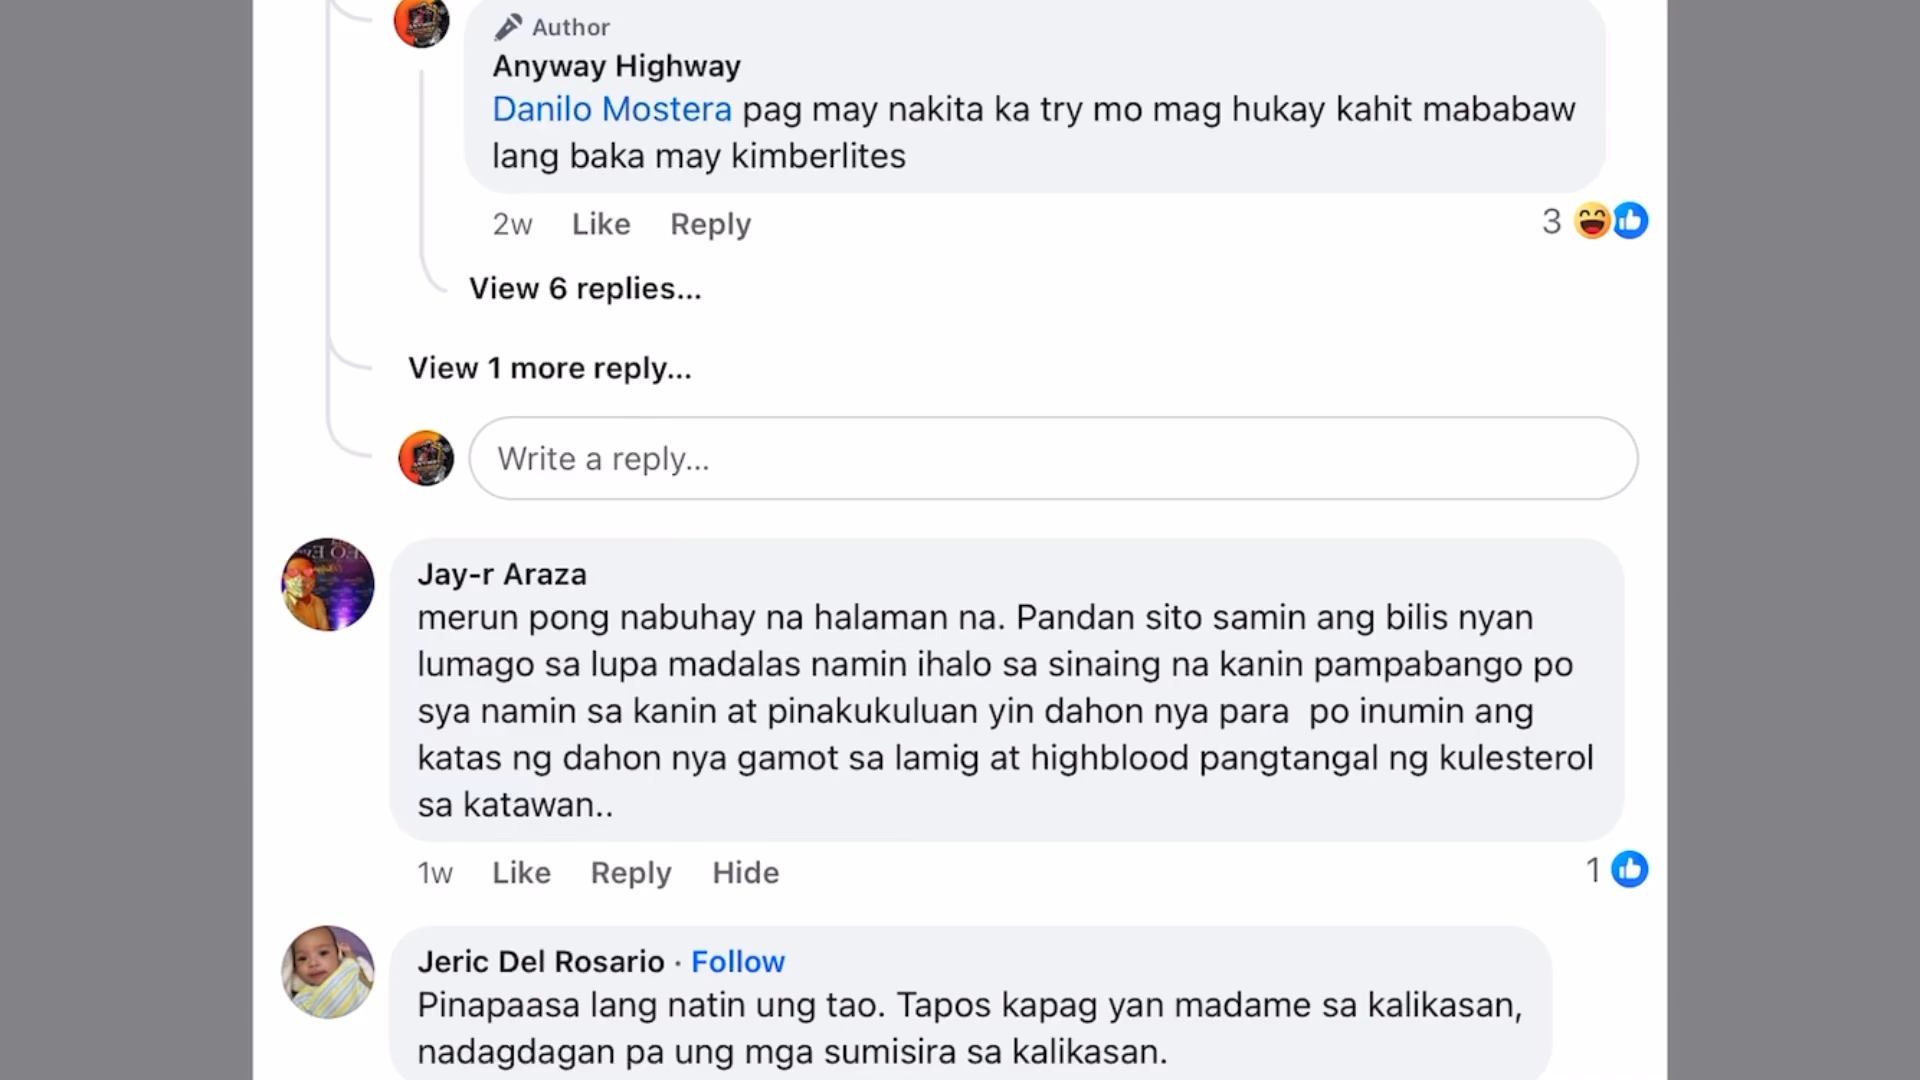 Author
Anyway Highway
Danilo Mostera pag may nakita ka try mo mag hukay kahit mababaw
lang baka may kimberlites
2w Like Reply 3
View 6 replies...
View 1 more reply...
Write a reply...
Jay-r Araza
merun pong nabuhay na halaman na. Pandan sito samin ang bilis nyan
lumago sa lupa madalas namin ihalo sa sinaing na kanin pampabango po
sya namin sa kanin at pinakukuluan yin dahon nya para  po inumin ang
katas ng dahon nya gamot sa lamig at highblood pangtangal ng kulesterol
sa katawan..
1w Like Reply Hide 1
Jeric Del Rosario · Follow
Pinapaasa lang natin ung tao. Tapos kapag yan madame sa kalikasan,
nadagdagan pa ung mga sumisira sa kalikasan.